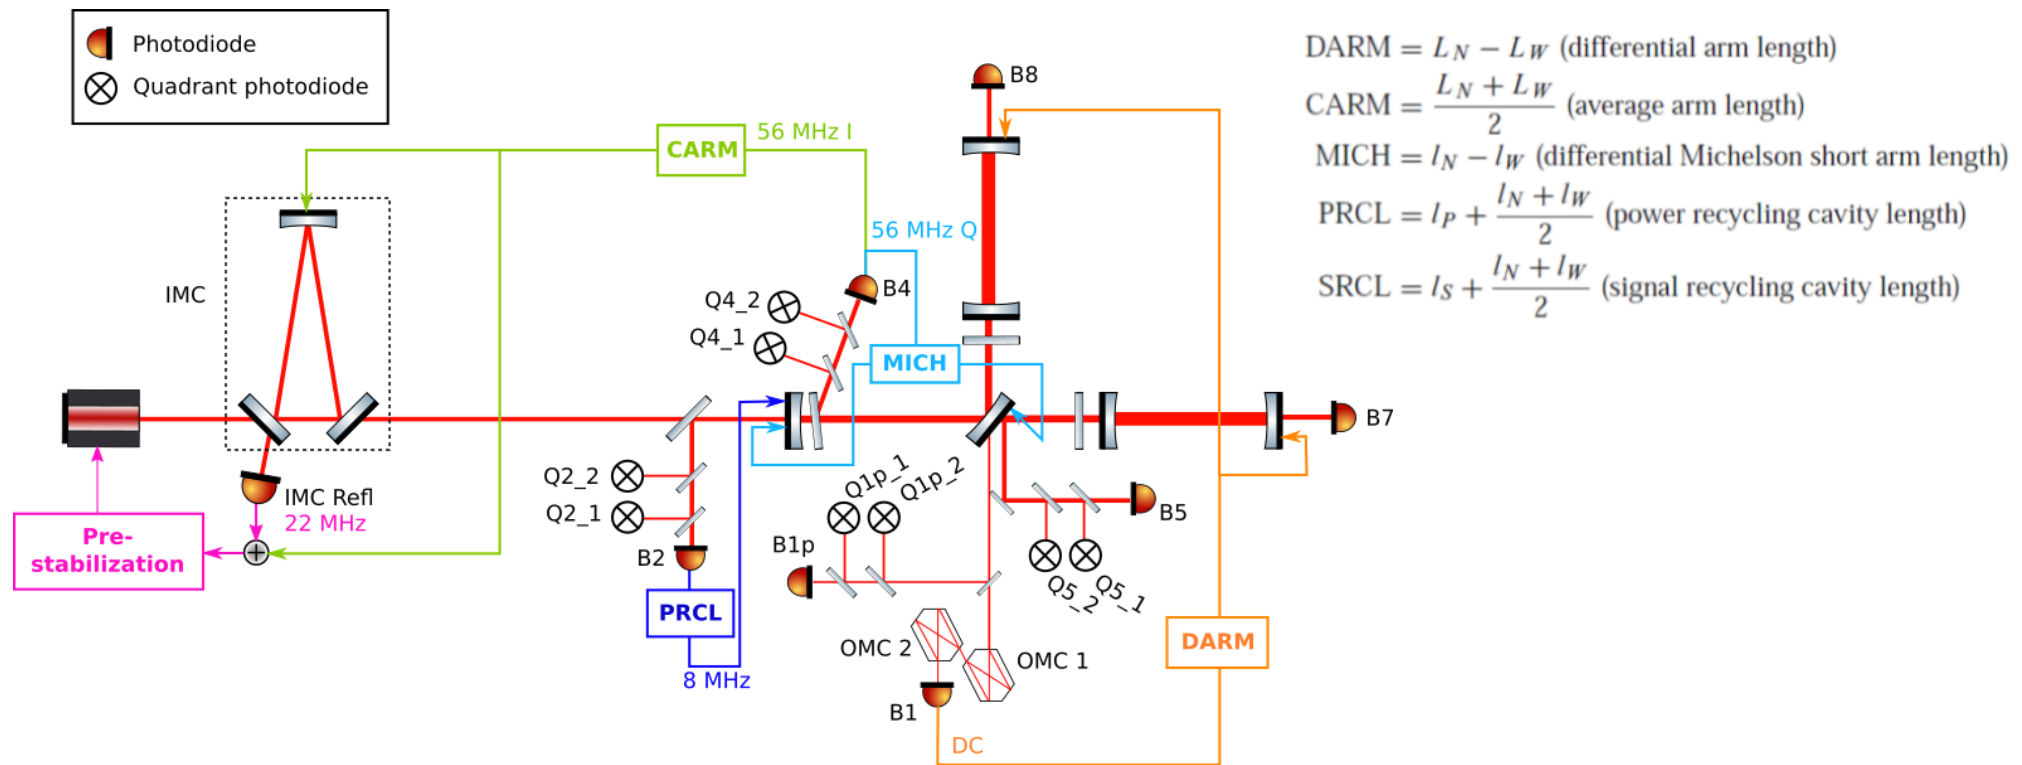 Photodiode
Quadrant photodiode
DARM = L_N − L_W (differential arm length)
CARM = (L_N + L_W)/2 (average arm length)
MICH = l_N − l_W (differential Michelson short arm length)
PRCL = l_P + (l_N + l_W)/2 (power recycling cavity length)
SRCL = l_S + (l_N + l_W)/2 (signal recycling cavity length)
B8
CARM
56 MHz I
56 MHz Q
IMC
Q4_2
B4
Q4_1
MICH
B7
Q2_2
Q2_1
Q1p_1
Q1p_2
IMC Refl
22 MHz
B5
Pre-
stabilization
B2
B1p
Q5_2
Q5_1
PRCL
DARM
OMC 2
OMC 1
8 MHz
B1
DC